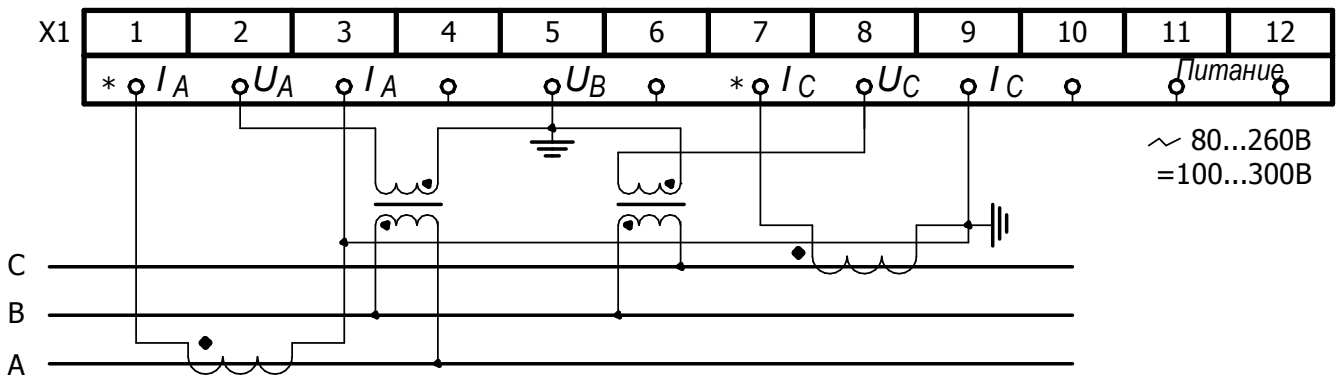 X1 1 2 3 4 5 6 7 8 9 10 11 12
* I A U A I A U B * I C U C I C Питание
~ 80...260В
=100...300В
C
B
A